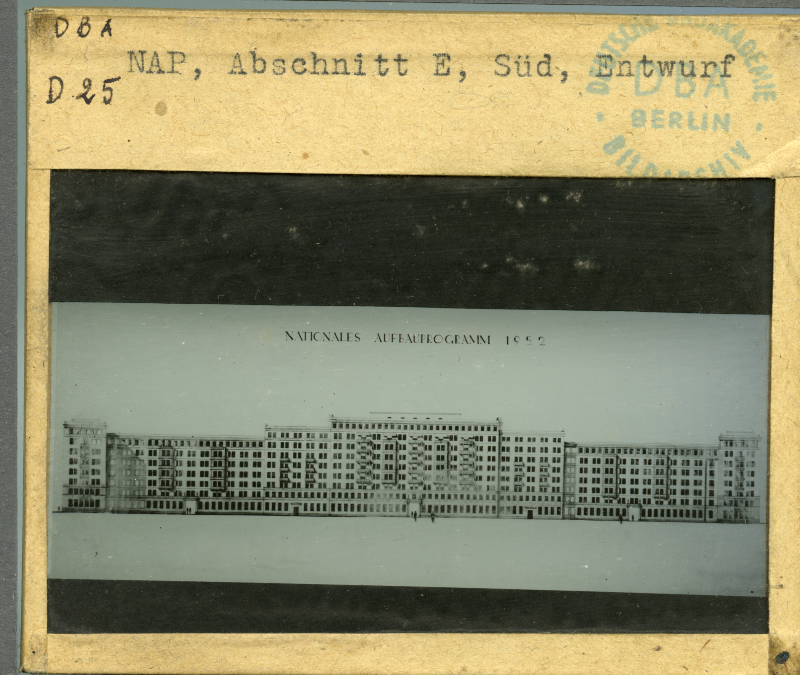 DBA
D 25
NAP, Abschnitt E, Süd, Entwurf
DEUTSCHE BAUAKADEMIE
DBA
BERLIN
BILDARCHIV
NATIONALES AUFBAUPROGRAMM 1952